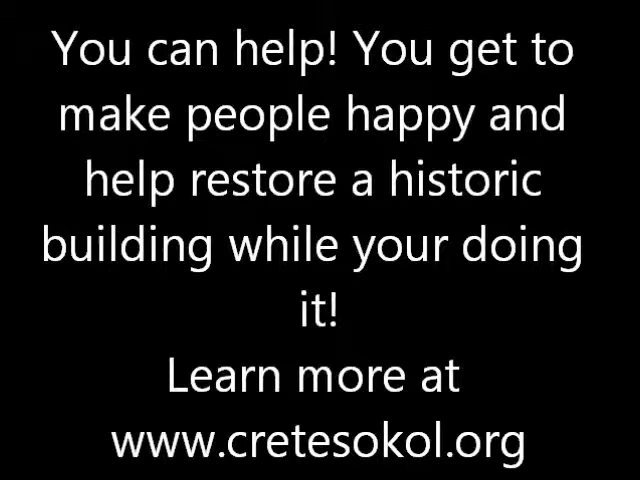 You can help! You get to
make people happy and
help restore a historic
building while your doing
it!
Learn more at
www.cretesokol.org